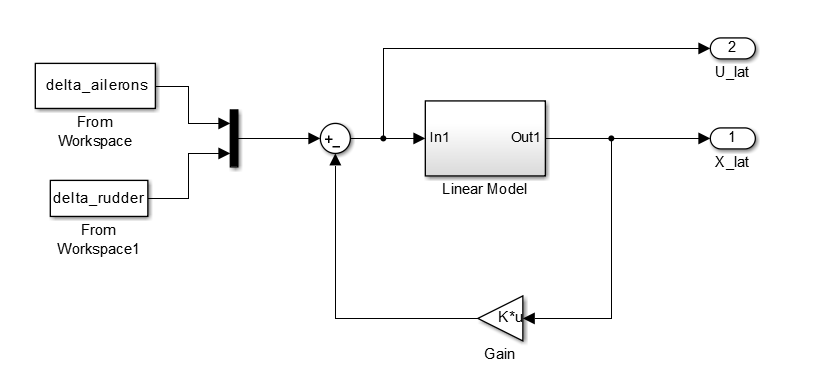 delta_ailerons
From
Workspace
delta_rudder
From
Workspace1
+
−
In1
Out1
Linear Model
2
U_lat
1
X_lat
K*u
Gain